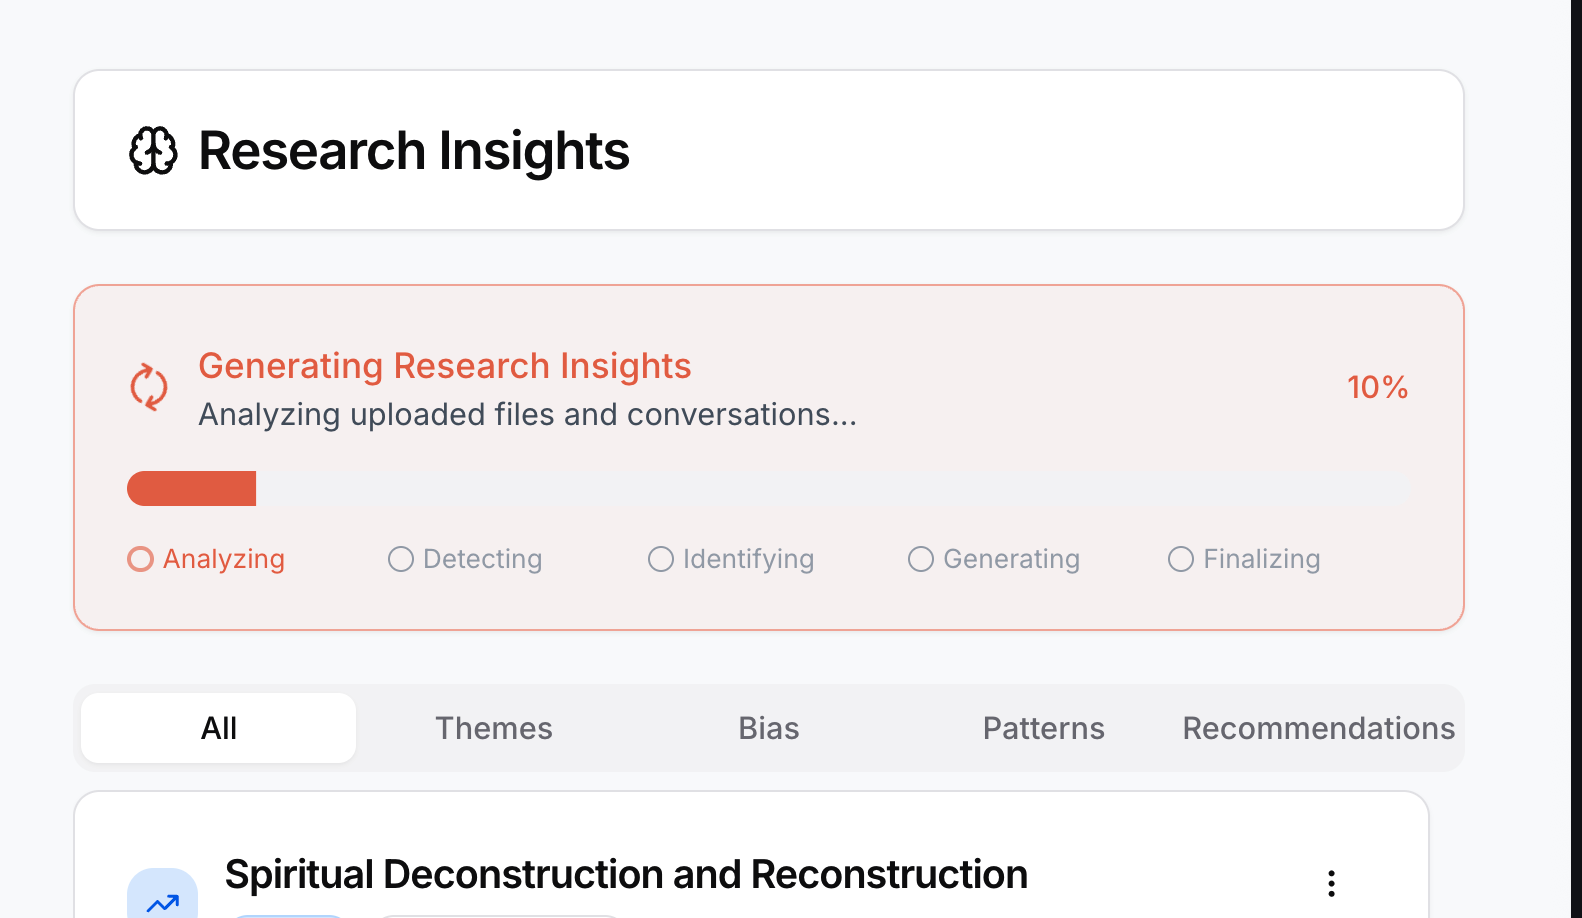 Research Insights
Generating Research Insights
Analyzing uploaded files and conversations...
10%
Analyzing Detecting Identifying Generating Finalizing
All Themes Bias Patterns Recommendations
Spiritual Deconstruction and Reconstruction